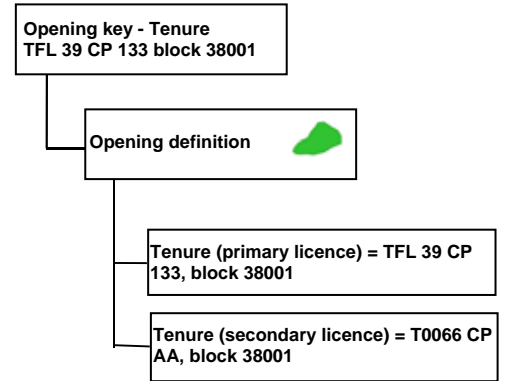 Opening key - Tenure
TFL 39 CP 133 block 38001
Opening definition
Tenure (primary licence) = TFL 39 CP
133, block 38001
Tenure (secondary licence) = T0066 CP
AA, block 38001